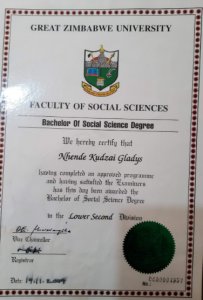 GREAT ZIMBABWE UNIVERSITY
FACULTY OF SOCIAL SCIENCES
Bachelor Of Social Science Degree
We hereby certify that
Nhende Kudzai Gladys
having completed an approved programme
and having satisfied the Examiners
has this day been awarded the
Bachelor of Social Science Degree
in the Lower Second Division
Vice Chancellor
Registrar
Date:
No.: